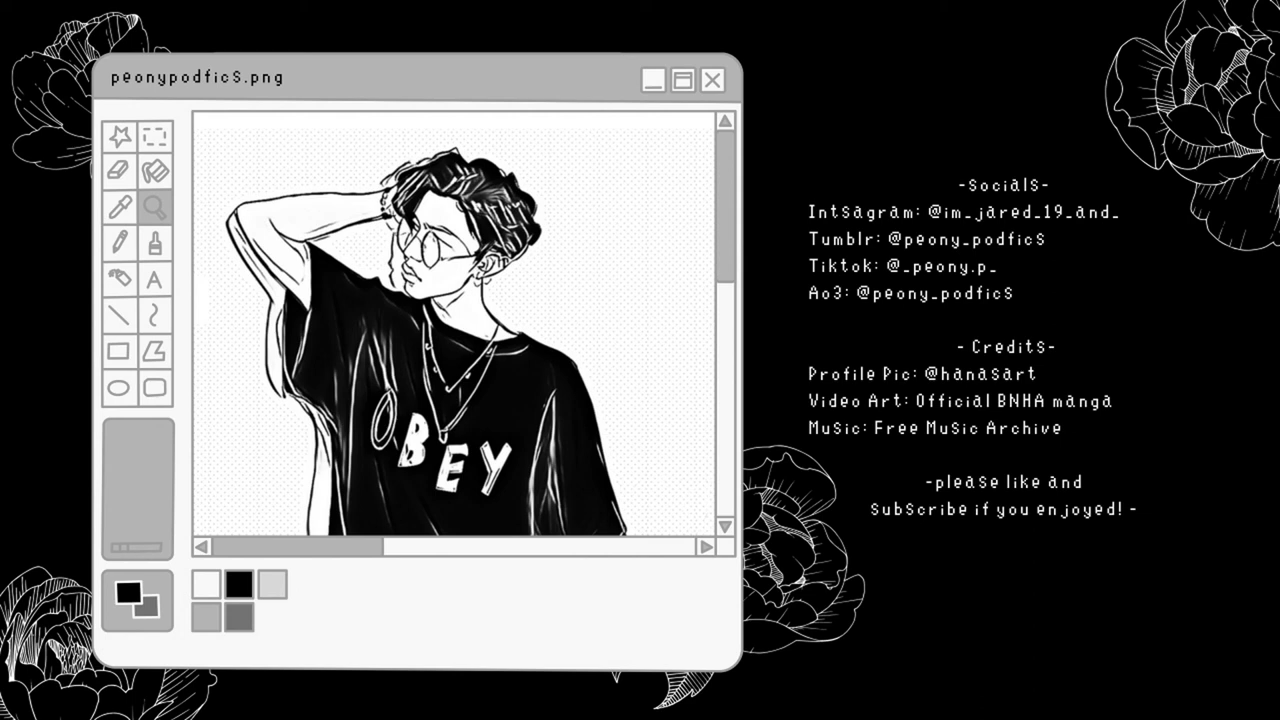 peonypodfics.png
A
OBEY
-Socials-
Intsagram: @im_jared_19_and_
Tumblr: @peony_podfics
Tiktok: @_peony.p_
Ao3: @peony_podfics
- Credits-
Profile Pic: @hanasart
Video Art: Official BNHA manga
Music: Free Music Archive
-please like and
Subscribe if you enjoyed! -